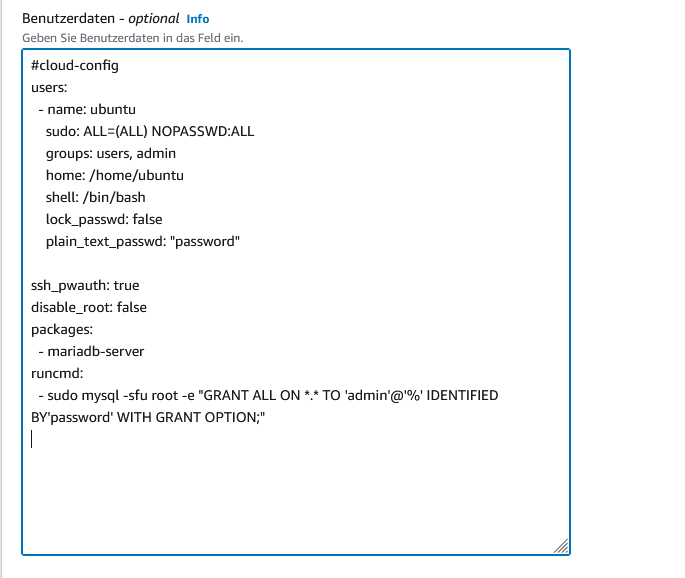 Benutzerdaten - optional Info
Geben Sie Benutzerdaten in das Feld ein.
#cloud-config
users:
  - name: ubuntu
    sudo: ALL=(ALL) NOPASSWD:ALL
    groups: users, admin
    home: /home/ubuntu
    shell: /bin/bash
    lock_passwd: false
    plain_text_passwd: "password"

ssh_pwauth: true
disable_root: false
packages:
  - mariadb-server
runcmd:
  - sudo mysql -sfu root -e "GRANT ALL ON *.* TO 'admin'@'%' IDENTIFIED
BY'password' WITH GRANT OPTION;"